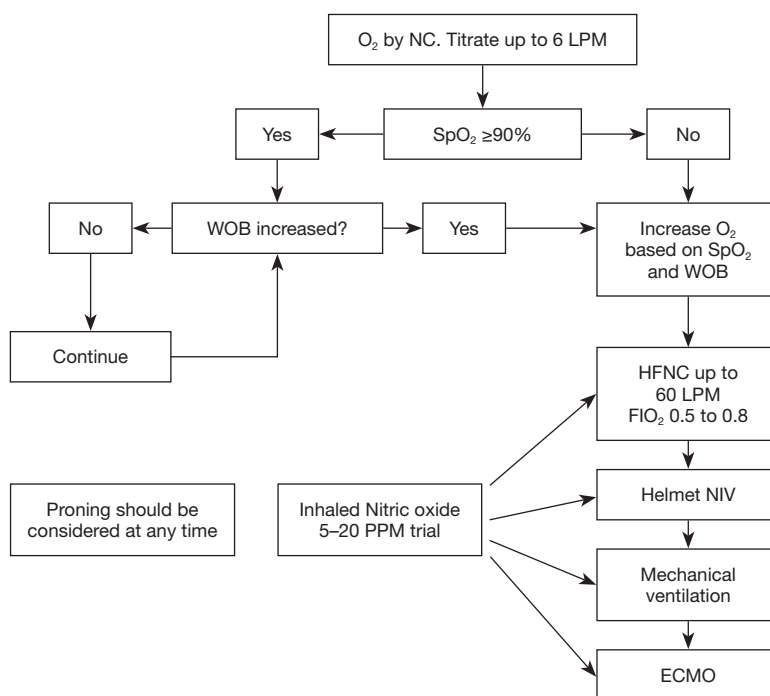 O₂ by NC. Titrate up to 6 LPM
Yes
SpO₂ ≥90%
No
No
WOB increased?
Yes
Increase O₂
based on SpO₂
and WOB
Continue
HFNC up to
60 LPM
FIO₂ 0.5 to 0.8
Proning should be
considered at any time
Inhaled Nitric oxide
5–20 PPM trial
Helmet NIV
Mechanical
ventilation
ECMO